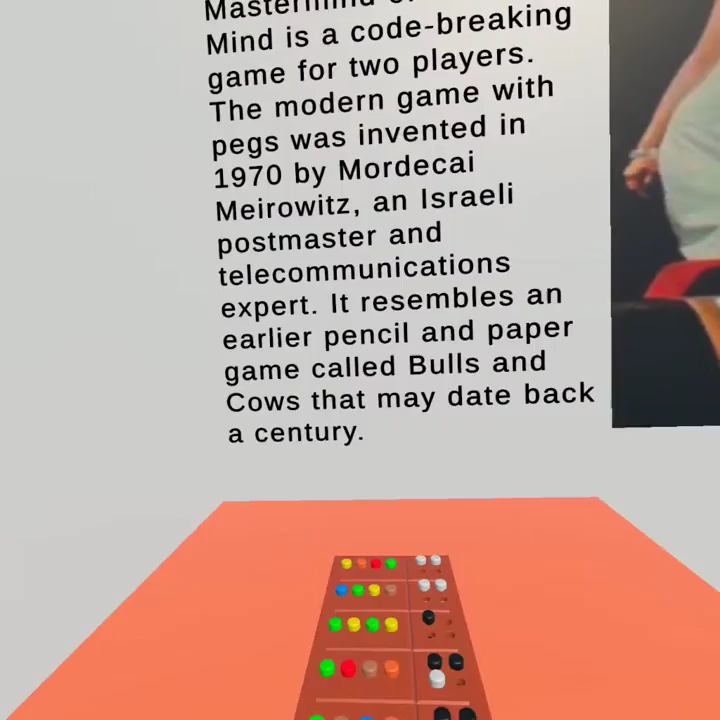 Mastermind
Mind is a code-breaking
game for two players.
The modern game with
pegs was invented in
1970 by Mordecai
Meirowitz, an Israeli
postmaster and
telecommunications
expert. It resembles an
earlier pencil and paper
game called Bulls and
Cows that may date back
a century.